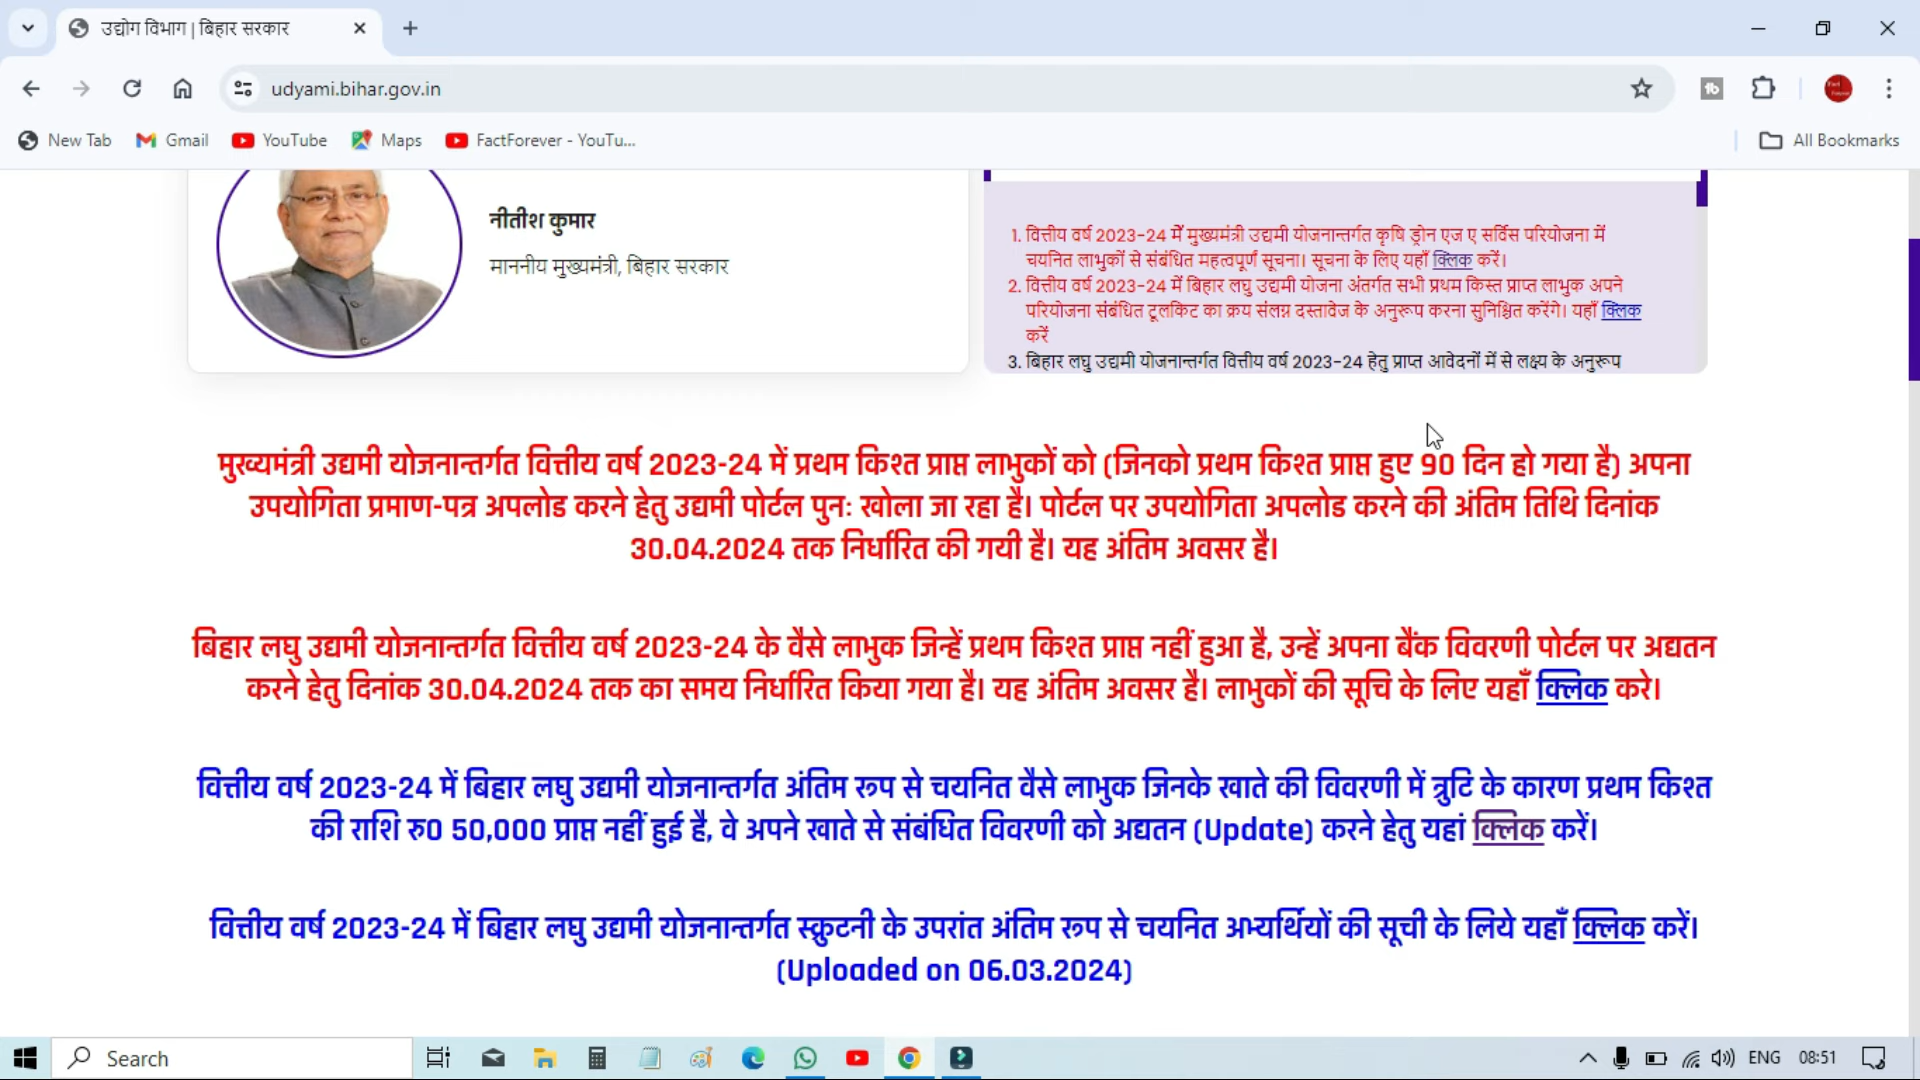 उद्योग विभाग | बिहार सरकार
udyami.bihar.gov.in
New Tab
Gmail
YouTube
Maps
FactForever - YouTu...
All Bookmarks
नीतीश कुमार
माननीय मुख्यमंत्री, बिहार सरकार
1. वित्तीय वर्ष 2023-24 में मुख्यमंत्री उद्यमी योजनान्तर्गत कृषि ड्रोन एज ए सर्विस परियोजना में
चयनित लाभुकों से संबंधित महत्वपूर्ण सूचना। सूचना के लिए यहाँ क्लिक करें।
2. वित्तीय वर्ष 2023-24 में बिहार लघु उद्यमी योजना अंतर्गत सभी प्रथम किस्त प्राप्त लाभुक अपने
परियोजना संबंधित टूलकिट का क्रय संलग्न दस्तावेज के अनुरूप करना सुनिश्चित करेंगे। यहाँ क्लिक
करें
3. बिहार लघु उद्यमी योजनान्तर्गत वित्तीय वर्ष 2023-24 हेतु प्राप्त आवेदनों में से लक्ष्य के अनुरूप
मुख्यमंत्री उद्यमी योजनान्तर्गत वित्तीय वर्ष 2023-24 में प्रथम किश्त प्राप्त लाभुकों को (जिनको प्रथम किश्त प्राप्त हुए 90 दिन हो गया है) अपना
उपयोगिता प्रमाण-पत्र अपलोड करने हेतु उद्यमी पोर्टल पुनः खोला जा रहा है। पोर्टल पर उपयोगिता अपलोड करने की अंतिम तिथि दिनांक
30.04.2024 तक निर्धारित की गयी है। यह अंतिम अवसर है।
बिहार लघु उद्यमी योजनान्तर्गत वित्तीय वर्ष 2023-24 के वैसे लाभुक जिन्हें प्रथम किश्त प्राप्त नहीं हुआ है, उन्हें अपना बैंक विवरणी पोर्टल पर अद्यतन
करने हेतु दिनांक 30.04.2024 तक का समय निर्धारित किया गया है। यह अंतिम अवसर है। लाभुकों की सूचि के लिए यहाँ क्लिक करे।
वित्तीय वर्ष 2023-24 में बिहार लघु उद्यमी योजनान्तर्गत अंतिम रूप से चयनित वैसे लाभुक जिनके खाते की विवरणी में त्रुटि के कारण प्रथम किश्त
की राशि रु0 50,000 प्राप्त नहीं हुई है, वे अपने खाते से संबंधित विवरणी को अद्यतन (Update) करने हेतु यहां क्लिक करें।
वित्तीय वर्ष 2023-24 में बिहार लघु उद्यमी योजनान्तर्गत स्क्रुटनी के उपरांत अंतिम रूप से चयनित अभ्यर्थियों की सूची के लिये यहाँ क्लिक करें।
(Uploaded on 06.03.2024)
Search
ENG
08:51